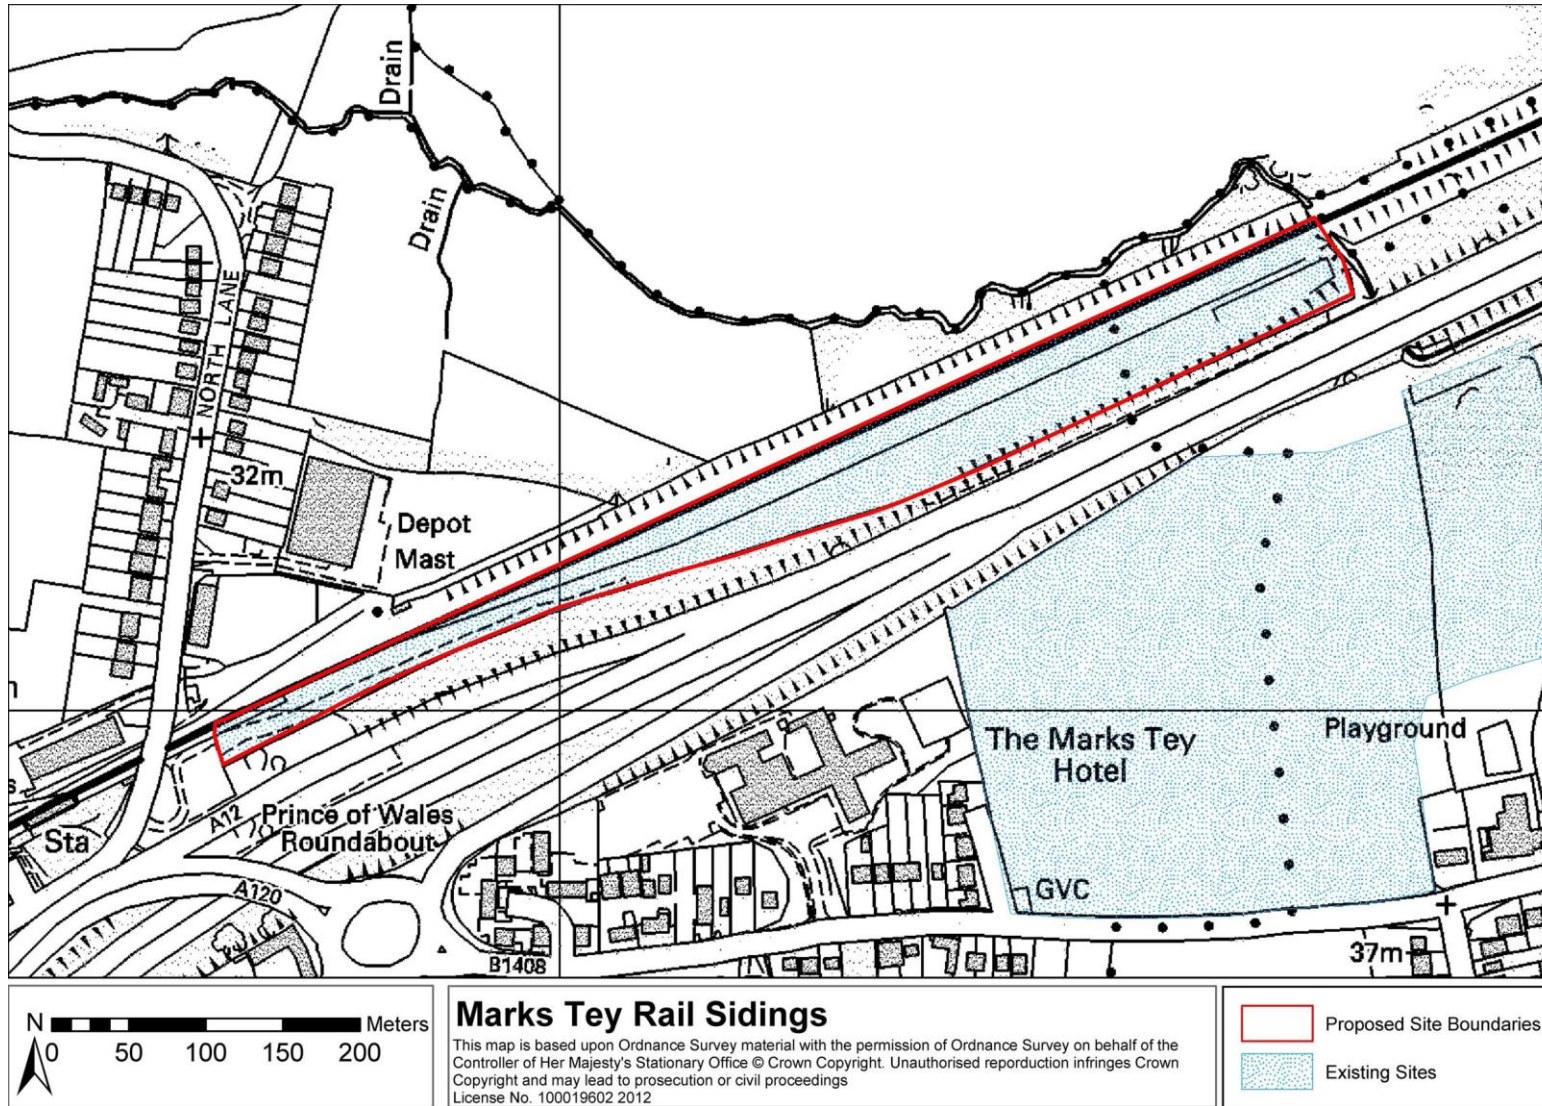 Drain
Drain
NORTH LANE
32m
Depot
Mast
The Marks Tey
Hotel
Playground
Prince of Wales
Roundabout
A12
Sta
A120
GVC
B1408
37m
N
Meters
0 50 100 150 200
Marks Tey Rail Sidings
This map is based upon Ordnance Survey material with the permission of Ordnance Survey on behalf of the
Controller of Her Majesty's Stationary Office © Crown Copyright. Unauthorised reporduction infringes Crown
Copyright and may lead to prosecution or civil proceedings
License No. 100019602 2012
Proposed Site Boundaries
Existing Sites